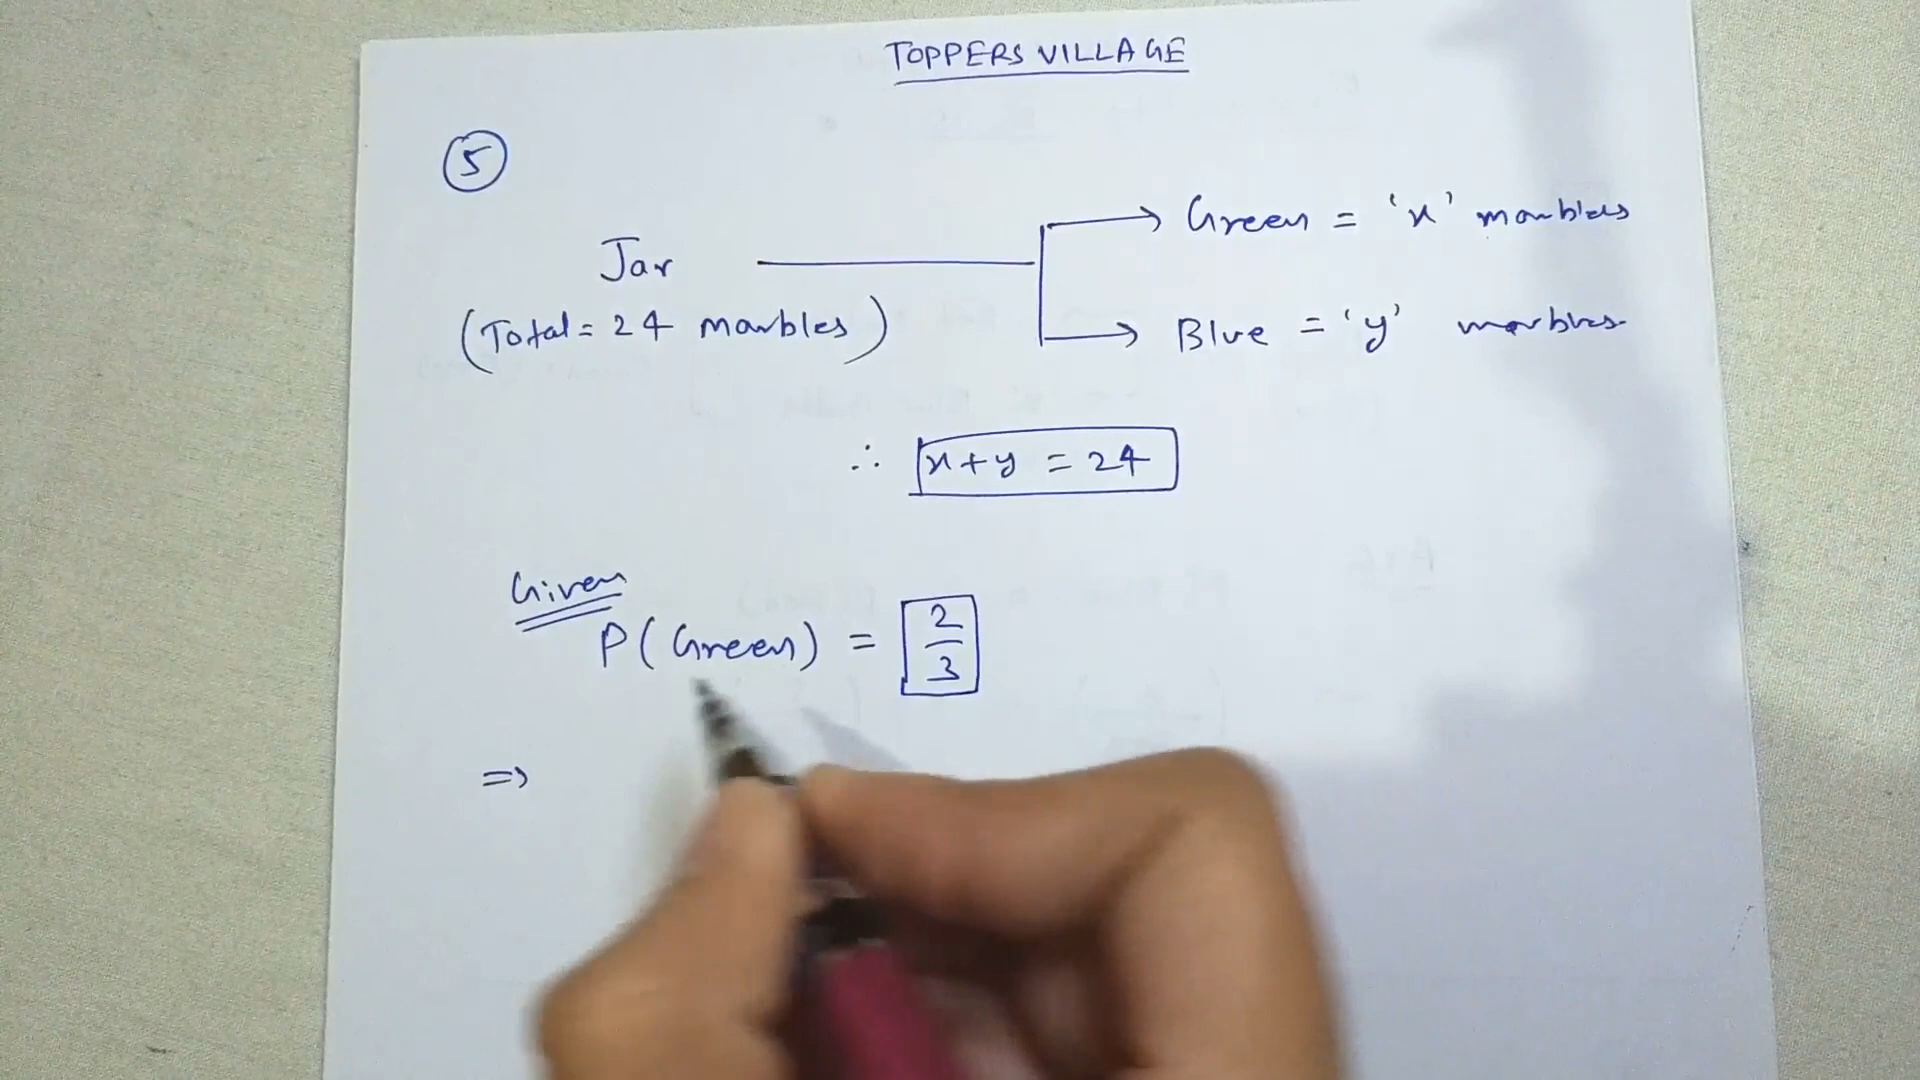 TOPPERS VILLAGE
5
Jar
(Total = 24 marbles)
Green = 'x' marbles
Blue = 'y' marbles
∴ x+y = 24
Given
P(Green) = 2/3
=>